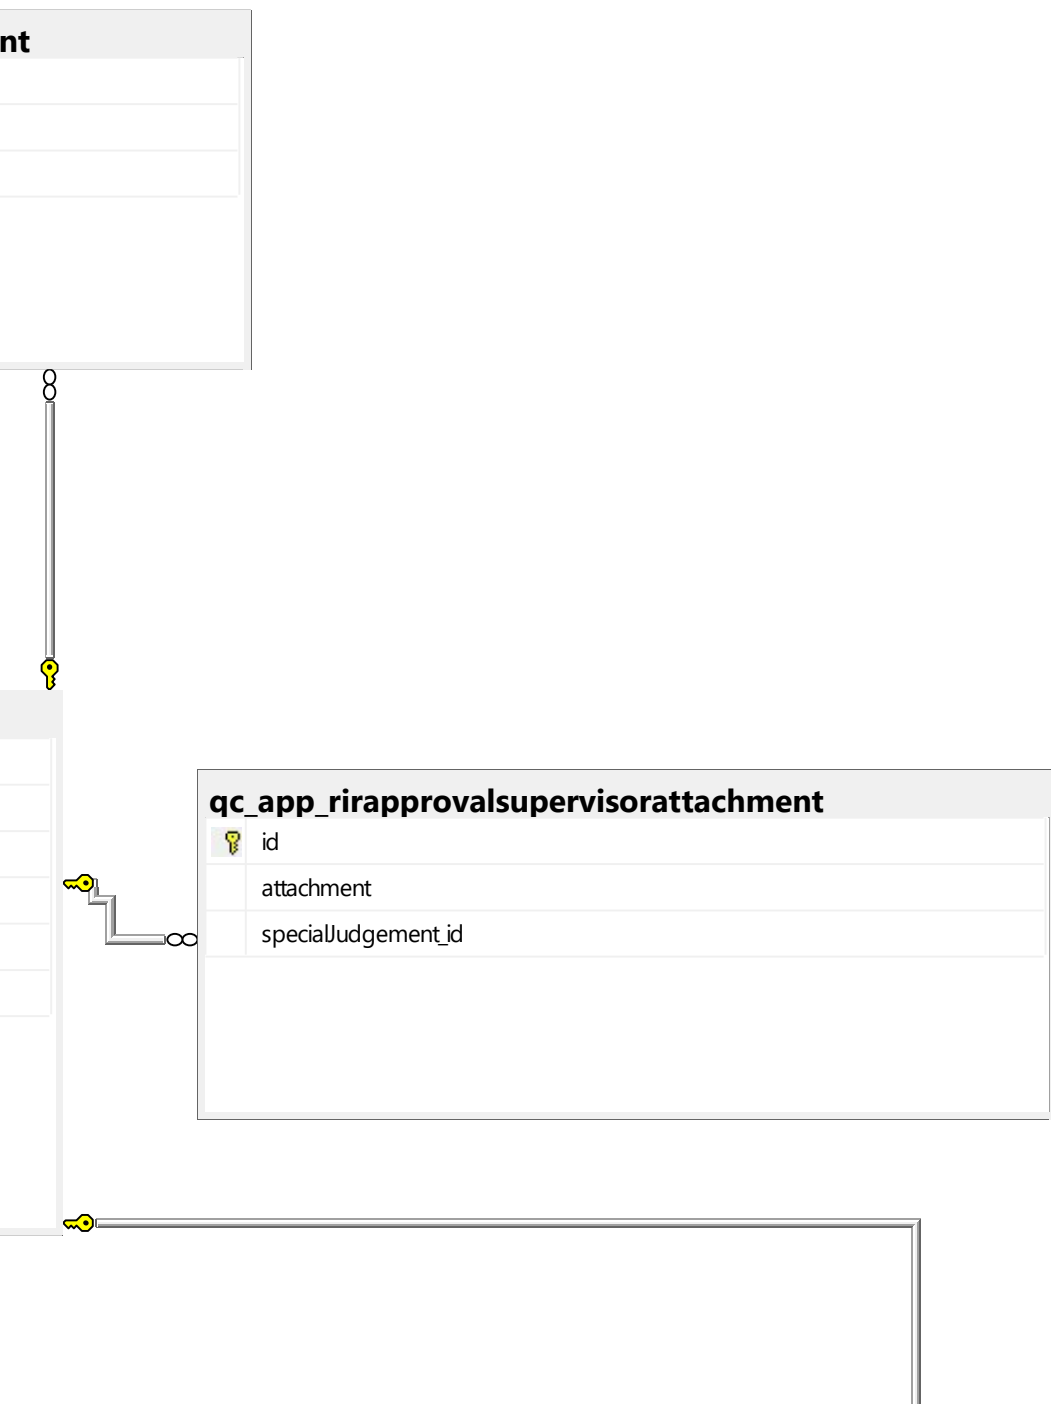 nt
qc_app_rirapprovalsupervisorattachment
id
attachment
specialJudgement_id